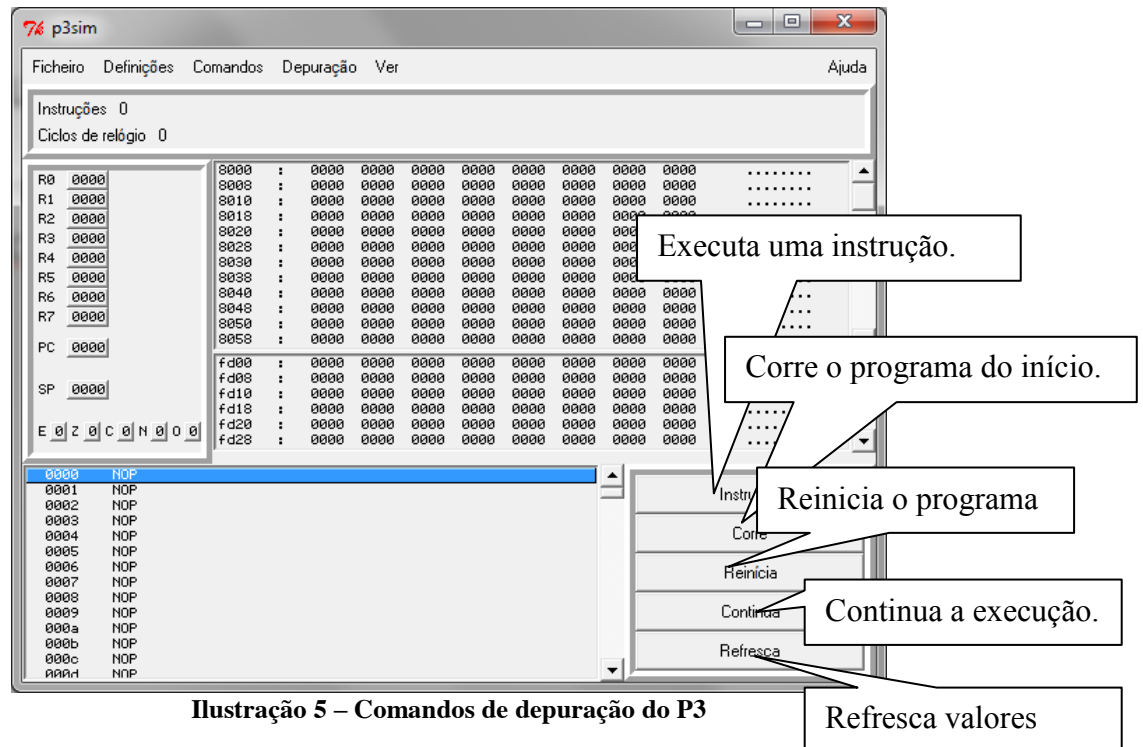 p3sim
Ficheiro Definições Comandos Depuração Ver Ajuda
Instruções 0
Ciclos de relógio 0
R0 0000
R1 0000
R2 0000
R3 0000
R4 0000
R5 0000
R6 0000
R7 0000
PC 0000
SP 0000
E 0 Z 0 C 0 N 0 O 0
8000 : 0000 0000 0000 0000 0000 0000 0000 0000 ........
8008 : 0000 0000 0000 0000 0000 0000 0000 0000 ........
8010 : 0000 0000 0000 0000 0000 0000 0000 0000 ........
8018 : 0000 0000 0000 0000 0000 0000 0000 0000
8020 : 0000 0000 0000 0000 0000 0000 0000
8028 : 0000 0000 0000 0000 0000 0000 0000
8030 : 0000 0000 0000 0000 0000 0000 0000
8038 : 0000 0000 0000 0000 0000 0000 0000
8040 : 0000 0000 0000 0000 0000 0000 0000 0000 ...
8048 : 0000 0000 0000 0000 0000 0000 0000 0000 ....
8050 : 0000 0000 0000 0000 0000 0000 0000 0000 ....
8058 : 0000 0000 0000 0000 0000 0000 0000 0000
fd00 : 0000 0000 0000 0000 0000 0000 0000 0000
fd08 : 0000 0000 0000 0000 0000 0000 0000 0000
fd10 : 0000 0000 0000 0000 0000 0000 0000 0000
fd18 : 0000 0000 0000 0000 0000 0000 0000 0000 .....
fd20 : 0000 0000 0000 0000 0000 0000 0000 0000 ....
fd28 : 0000 0000 0000 0000 0000 0000 0000 0000 ....
0000 NOP
0001 NOP
0002 NOP
0003 NOP
0004 NOP
0005 NOP
0006 NOP
0007 NOP
0008 NOP
0009 NOP
000a NOP
000b NOP
000c NOP
000d NOP
Corre
Reinícia
Continua
Refresca
Executa uma instrução.
Corre o programa do início.
Reinicia o programa
Continua a execução.
Refresca valores
Ilustração 5 – Comandos de depuração do P3